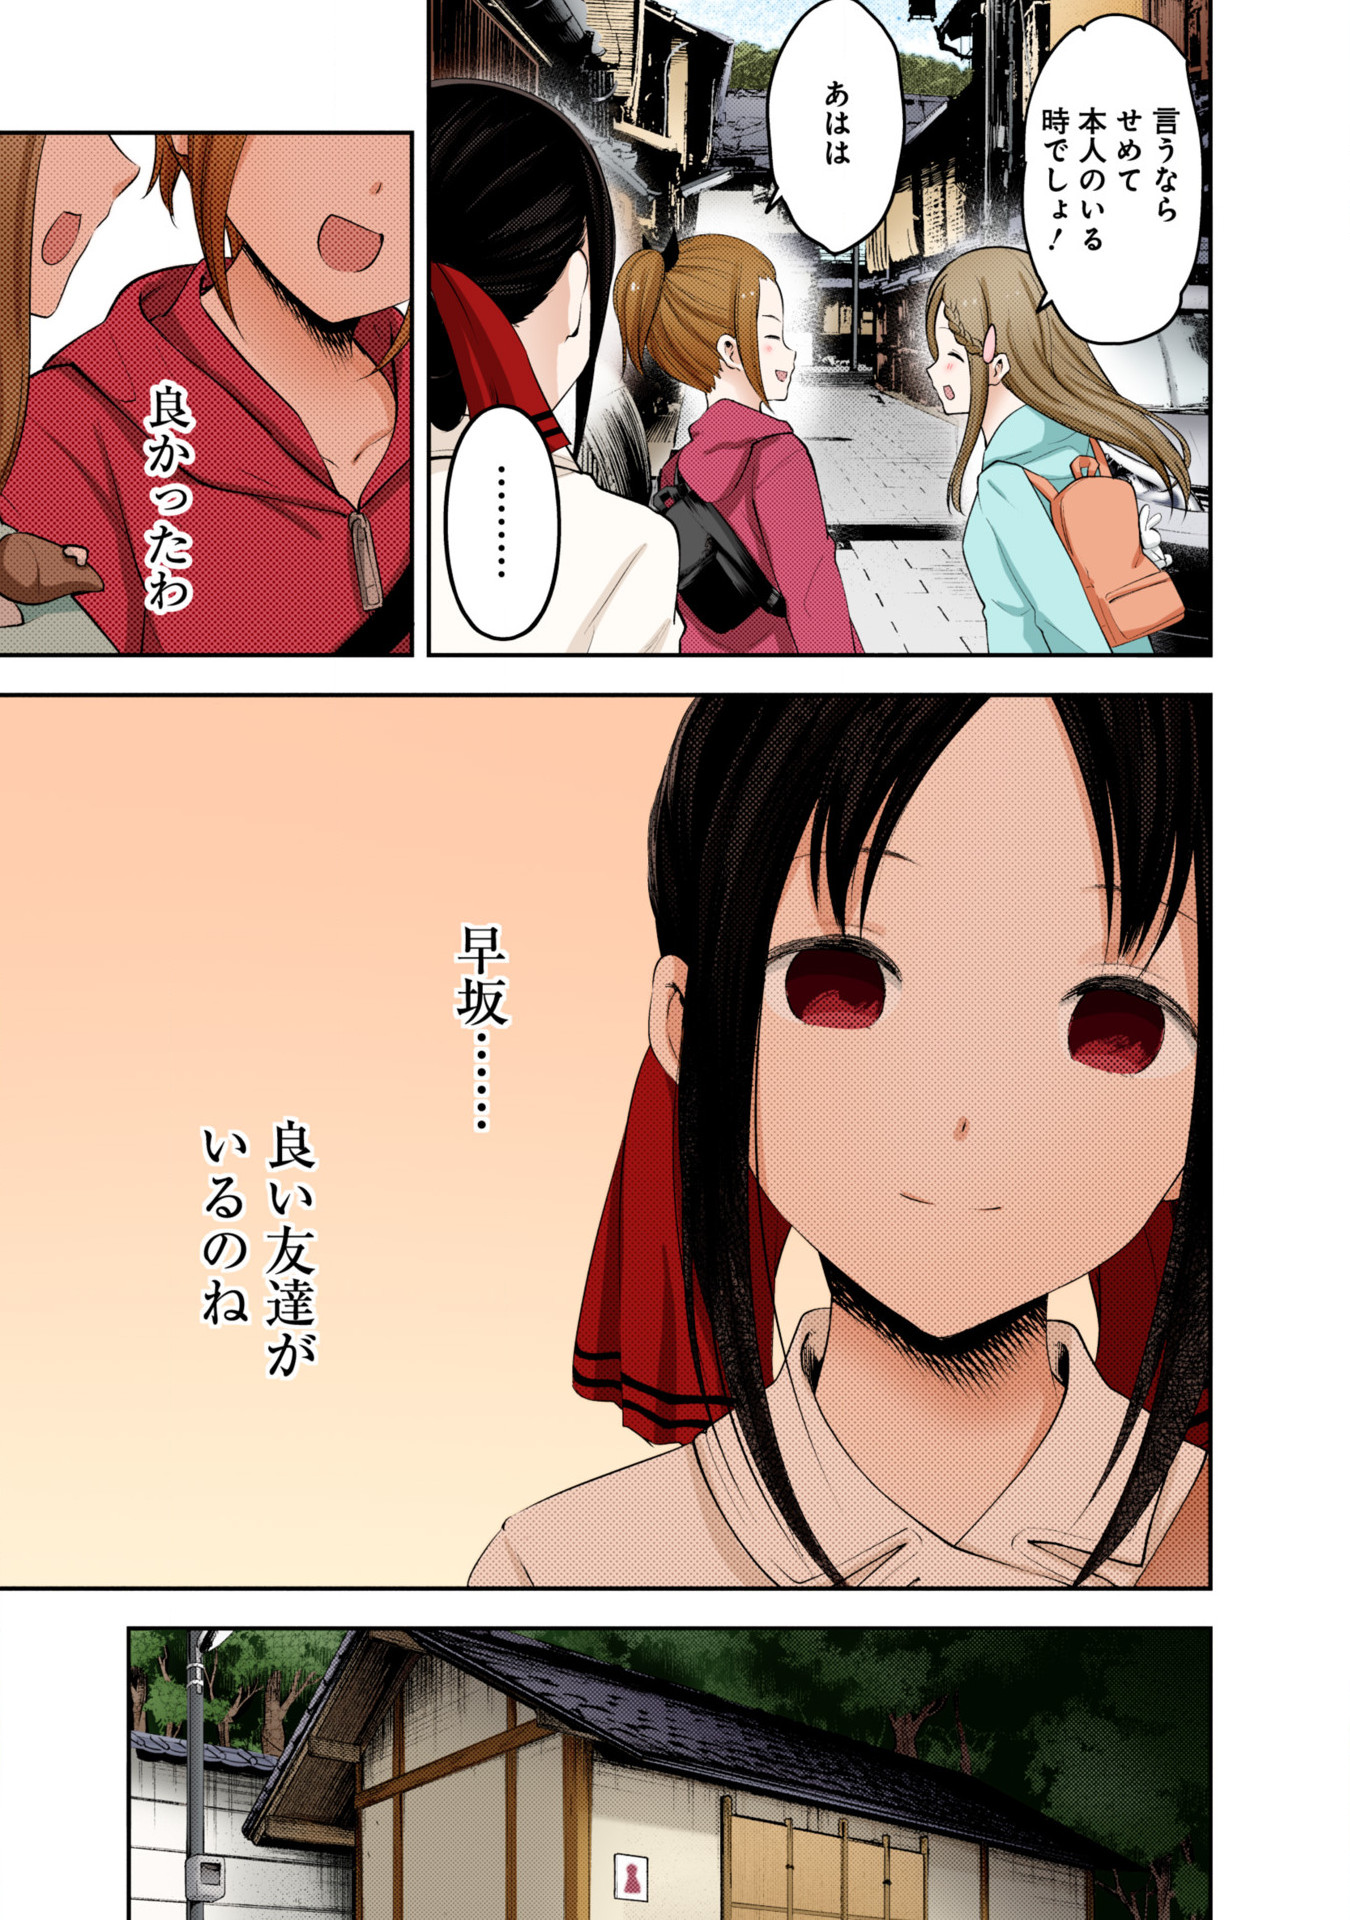 言うなら
せめて
本人のいる
時でしょ！
あはは
………
良かったわ
早坂……
良い友達が
いるのね